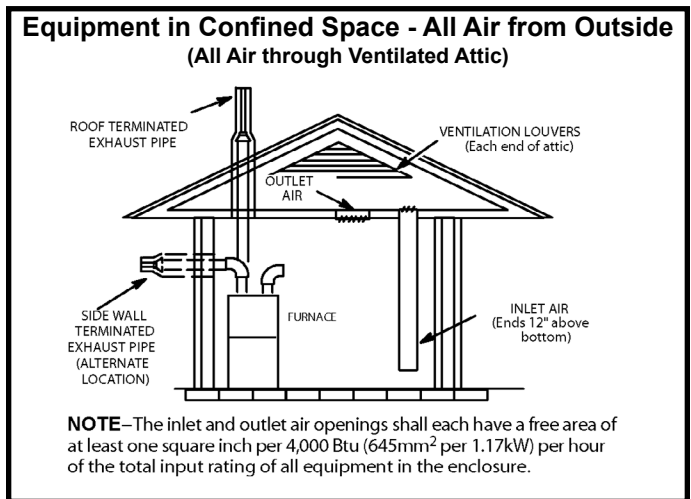 Equipment in Confined Space - All Air from Outside
(All Air through Ventilated Attic)
ROOF TERMINATED
EXHAUST PIPE
VENTILATION LOUVERS
(Each end of attic)
OUTLET
AIR
SIDE WALL
TERMINATED
EXHAUST PIPE
(ALTERNATE
LOCATION)
FURNACE
INLET AIR
(Ends 12" above
bottom)
NOTE–The inlet and outlet air openings shall each have a free area of
at least one square inch per 4,000 Btu (645mm² per 1.17kW) per hour
of the total input rating of all equipment in the enclosure.